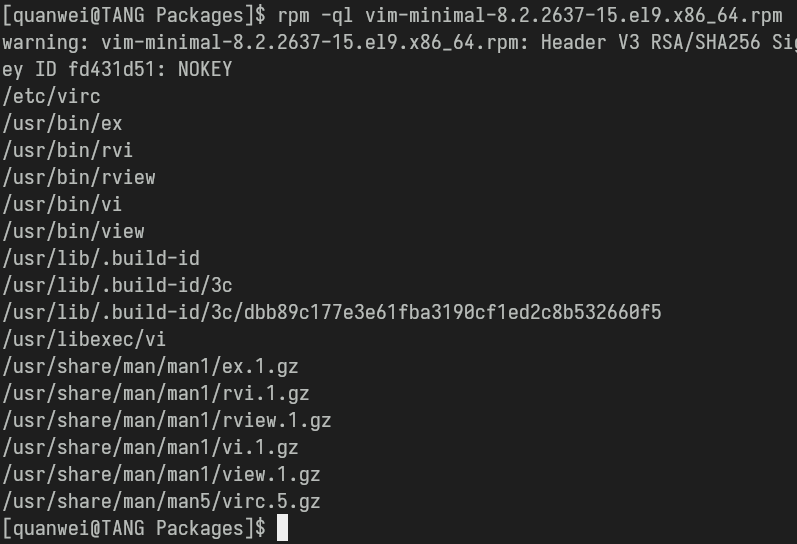 [quanwei@TANG Packages]$ rpm -ql vim-minimal-8.2.2637-15.el9.x86_64.rpm
warning: vim-minimal-8.2.2637-15.el9.x86_64.rpm: Header V3 RSA/SHA256 Sig
ey ID fd431d51: NOKEY
/etc/virc
/usr/bin/ex
/usr/bin/rvi
/usr/bin/rview
/usr/bin/vi
/usr/bin/view
/usr/lib/.build-id
/usr/lib/.build-id/3c
/usr/lib/.build-id/3c/dbb89c177e3e61fba3190cf1ed2c8b532660f5
/usr/libexec/vi
/usr/share/man/man1/ex.1.gz
/usr/share/man/man1/rvi.1.gz
/usr/share/man/man1/rview.1.gz
/usr/share/man/man1/vi.1.gz
/usr/share/man/man1/view.1.gz
/usr/share/man/man5/virc.5.gz
[quanwei@TANG Packages]$